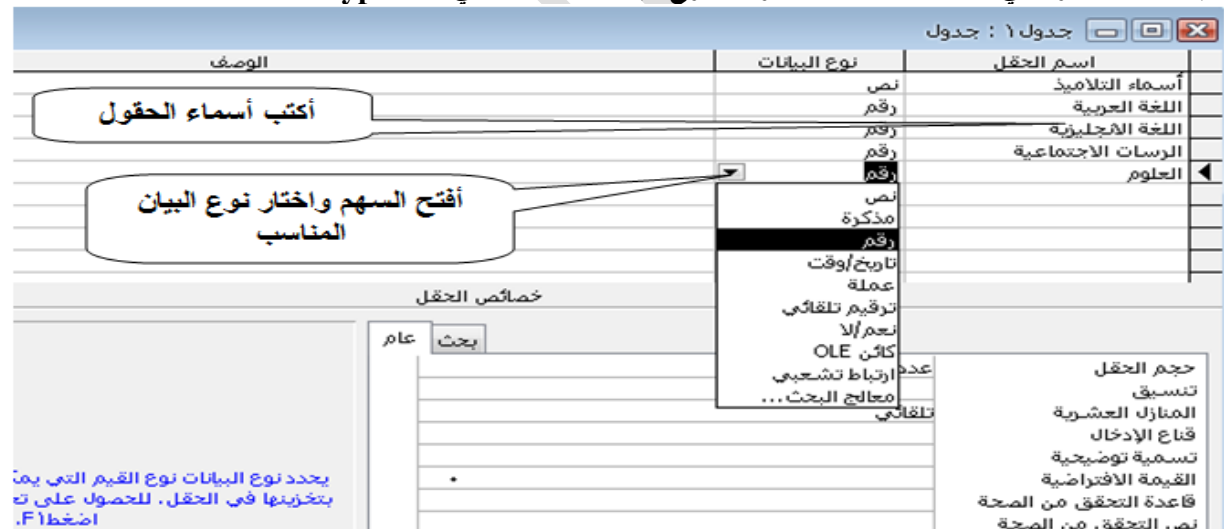 جدول١ : جدول
اسم الحقل نوع البيانات الوصف
أسماء التلاميذ نص
اللغة العربية رقم
اللغة الانجليزية رقم
الرسات الاجتماعية رقم
العلوم رقم
أكتب أسماء الحقول
أفتح السهم واختار نوع البيان
المناسب
نص
مذكرة
رقم
تاريخ/وقت
عملة
ترقيم تلقائي
نعم/لا
كائن OLE
ارتباط تشعبي
معالج البحث...
خصائص الحقل
عام بحث
حجم الحقل
تنسيق
المنازل العشرية تلقائي
قناع الإدخال
تسمية توضيحية
القيمة الافتراضية ٠
قاعدة التحقق من الصحة
نص التحقق من الصحة
يحدد نوع البيانات نوع القيم التي
بتخزينها في الحقل. للحصول على
اضغط F١.